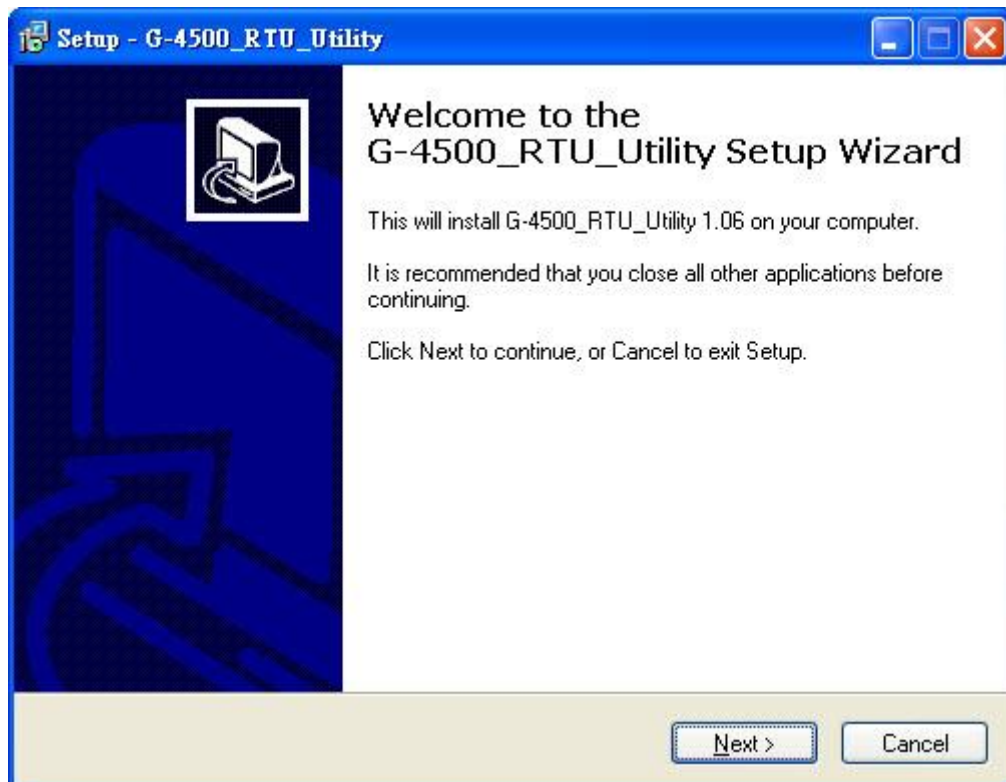 Setup - G-4500_RTU_Utility
Welcome to the
G-4500_RTU_Utility Setup Wizard
This will install G-4500_RTU_Utility 1.06 on your computer.
It is recommended that you close all other applications before
continuing.
Click Next to continue, or Cancel to exit Setup.
Next >
Cancel